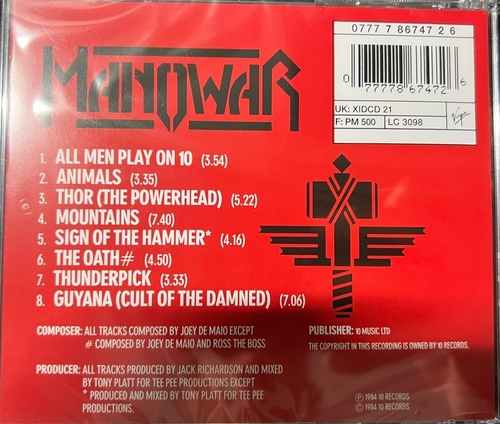 0777 7 86747 2 6
0 77778 67472 6
UK: XIDCD 21
F: PM 500 LC 3098
Virgin
MANOWAR
1. ALL MEN PLAY ON 10 (3.54)
2. ANIMALS (3.35)
3. THOR (THE POWERHEAD) (5.22)
4. MOUNTAINS (7.40)
5. SIGN OF THE HAMMER* (4.16)
6. THE OATH# (4.50)
7. THUNDERPICK (3.33)
8. GUYANA (CULT OF THE DAMNED) (7.06)
COMPOSER: ALL TRACKS COMPOSED BY JOEY DE MAIO EXCEPT
# COMPOSED BY JOEY DE MAIO AND ROSS THE BOSS
PUBLISHER: 10 MUSIC LTD
THE COPYRIGHT IN THIS RECORDING IS OWNED BY 10 RECORDS.
PRODUCER: ALL TRACKS PRODUCED BY JACK RICHARDSON AND MIXED
BY TONY PLATT FOR TEE PEE PRODUCTIONS EXCEPT
* PRODUCED AND MIXED BY TONY PLATT FOR TEE PEE
PRODUCTIONS.
℗ 1984 10 RECORDS
© 1984 10 RECORDS